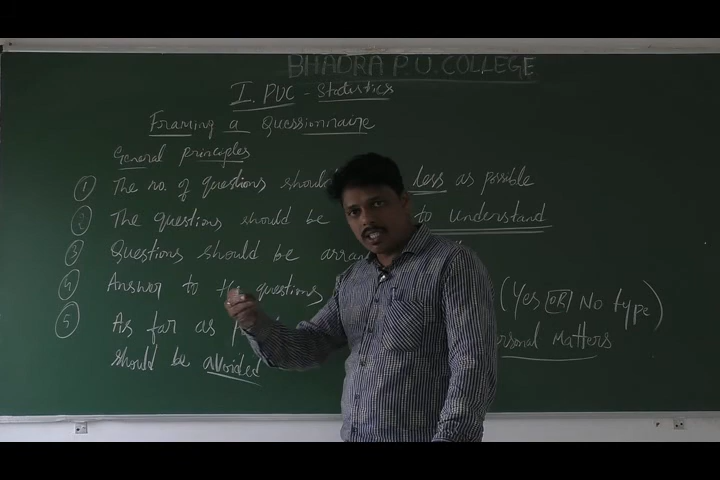 BHADRA P.U. COLLEGE
I. PUC - Statistics
Framing a Questionnaire
General principles
1 The no. of questions should less as possible
2 The questions should be to understand
3 Questions should be arran
4 Answer to the questions (Yes OR No type)
5 As far as personal Matters
should be avoided